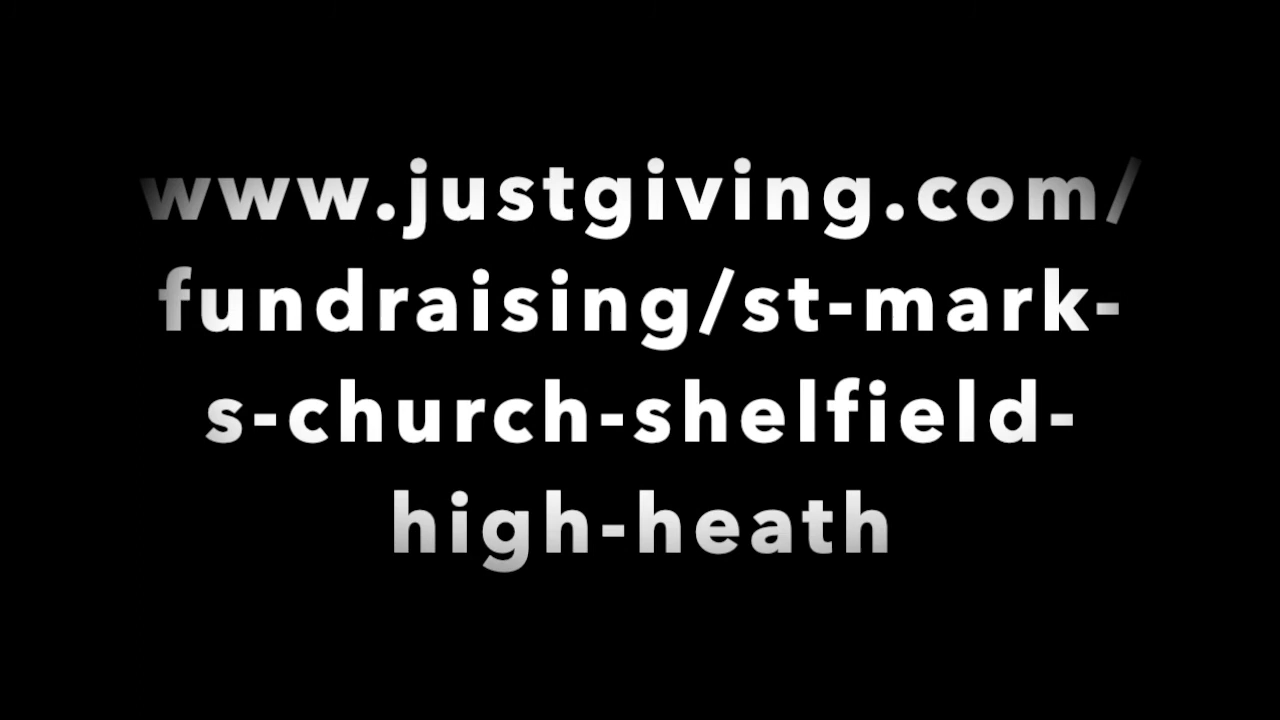 www.justgiving.com/
fundraising/st-mark-
s-church-shelfield-
high-heath